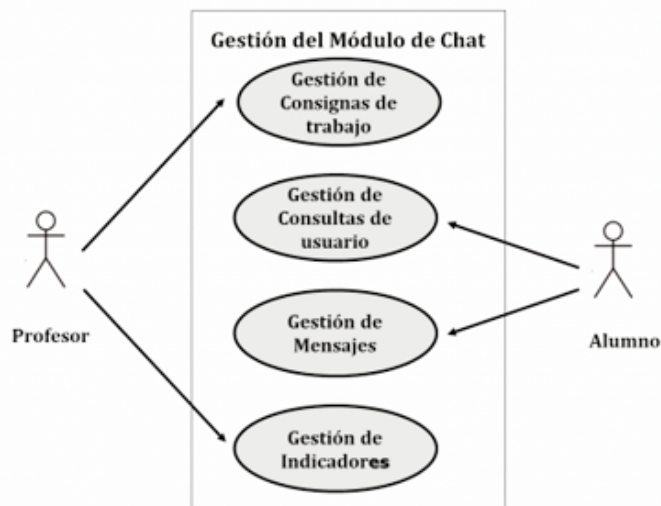 Gestión del Módulo de Chat
Gestión de
Consignas de
trabajo
Gestión de
Consultas de
usuario
Profesor
Gestión de
Mensajes
Alumno
Gestión de
Indicadores